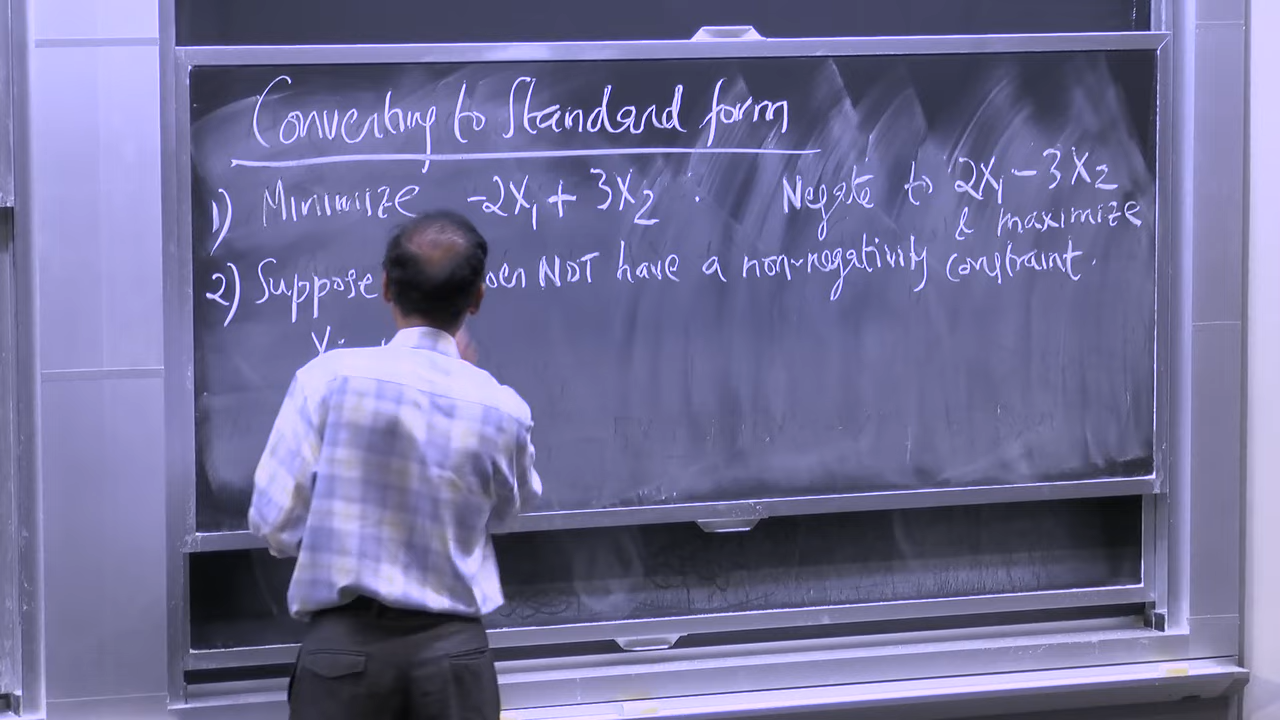 Converting to Standard form
1) Minimize -2X₁ + 3X₂ : Negate to 2X₁ - 3X₂
& maximize
2) Suppose NOT have a non-negativity constraint.